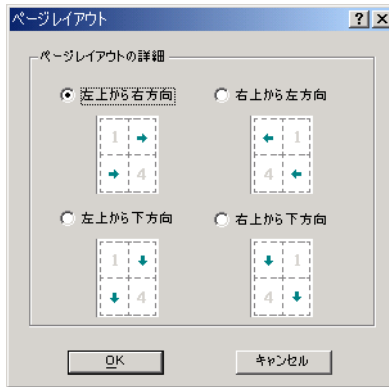 ページレイアウト
ページレイアウトの詳細
左上から右方向 右上から左方向
1 1
4 4
左上から下方向 右上から下方向
1 1
4 4
OK キャンセル